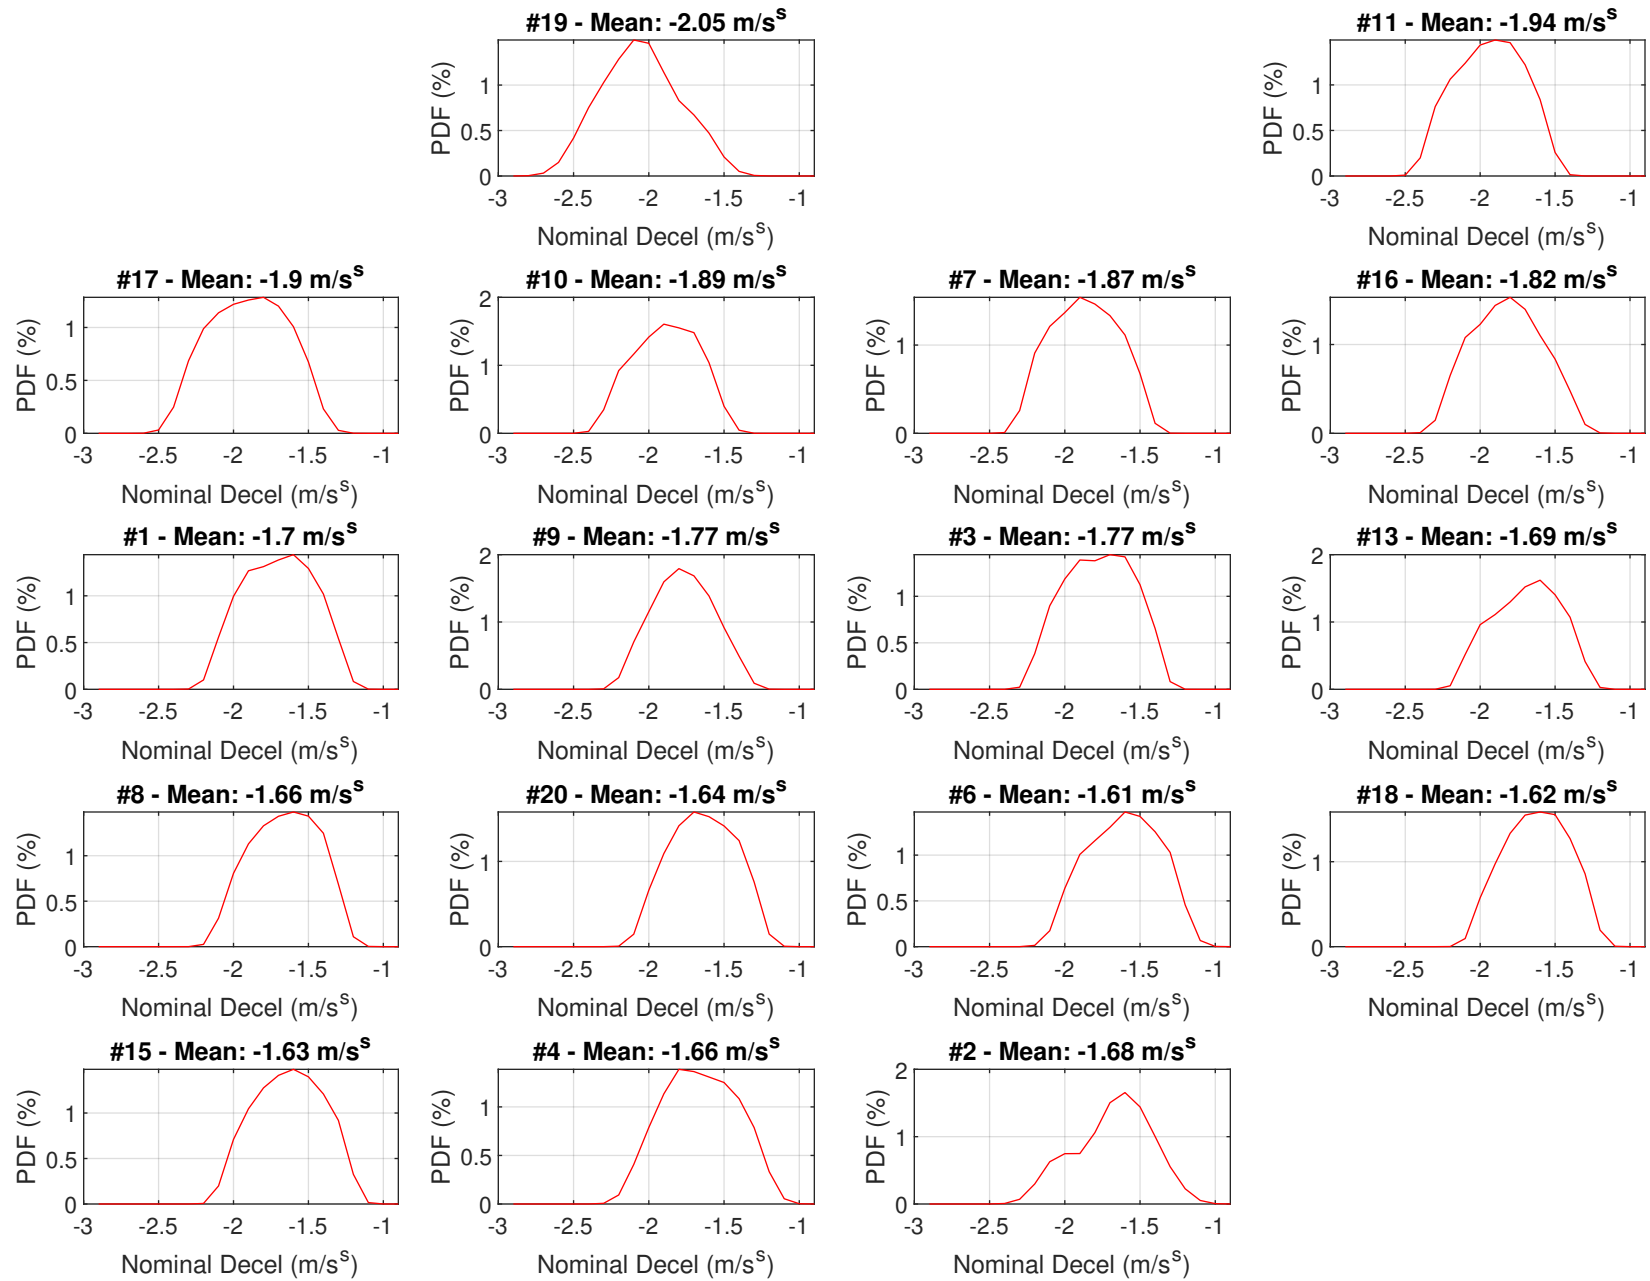 #19 - Mean: -2.05 m/s^s
PDF (%)
1
0.5
0
-3 -2.5 -2 -1.5 -1
Nominal Decel (m/s^s)
#11 - Mean: -1.94 m/s^s
PDF (%)
1
0.5
0
-3 -2.5 -2 -1.5 -1
Nominal Decel (m/s^s)
#17 - Mean: -1.9 m/s^s
PDF (%)
1
0.5
0
-3 -2.5 -2 -1.5 -1
Nominal Decel (m/s^s)
#10 - Mean: -1.89 m/s^s
PDF (%)
2
1
0
-3 -2.5 -2 -1.5 -1
Nominal Decel (m/s^s)
#7 - Mean: -1.87 m/s^s
PDF (%)
1
0
-3 -2.5 -2 -1.5 -1
Nominal Decel (m/s^s)
#16 - Mean: -1.82 m/s^s
PDF (%)
1
0
-3 -2.5 -2 -1.5 -1
Nominal Decel (m/s^s)
#1 - Mean: -1.7 m/s^s
PDF (%)
1
0.5
0
-3 -2.5 -2 -1.5 -1
Nominal Decel (m/s^s)
#9 - Mean: -1.77 m/s^s
PDF (%)
2
1
0
-3 -2.5 -2 -1.5 -1
Nominal Decel (m/s^s)
#3 - Mean: -1.77 m/s^s
PDF (%)
1
0.5
0
-3 -2.5 -2 -1.5 -1
Nominal Decel (m/s^s)
#13 - Mean: -1.69 m/s^s
PDF (%)
2
1
0
-3 -2.5 -2 -1.5 -1
Nominal Decel (m/s^s)
#8 - Mean: -1.66 m/s^s
PDF (%)
1
0.5
0
-3 -2.5 -2 -1.5 -1
Nominal Decel (m/s^s)
#20 - Mean: -1.64 m/s^s
PDF (%)
1
0
-3 -2.5 -2 -1.5 -1
Nominal Decel (m/s^s)
#6 - Mean: -1.61 m/s^s
PDF (%)
1
0.5
0
-3 -2.5 -2 -1.5 -1
Nominal Decel (m/s^s)
#18 - Mean: -1.62 m/s^s
PDF (%)
1
0
-3 -2.5 -2 -1.5 -1
Nominal Decel (m/s^s)
#15 - Mean: -1.63 m/s^s
PDF (%)
1
0.5
0
-3 -2.5 -2 -1.5 -1
Nominal Decel (m/s^s)
#4 - Mean: -1.66 m/s^s
PDF (%)
1
0.5
0
-3 -2.5 -2 -1.5 -1
Nominal Decel (m/s^s)
#2 - Mean: -1.68 m/s^s
PDF (%)
2
1
0
-3 -2.5 -2 -1.5 -1
Nominal Decel (m/s^s)